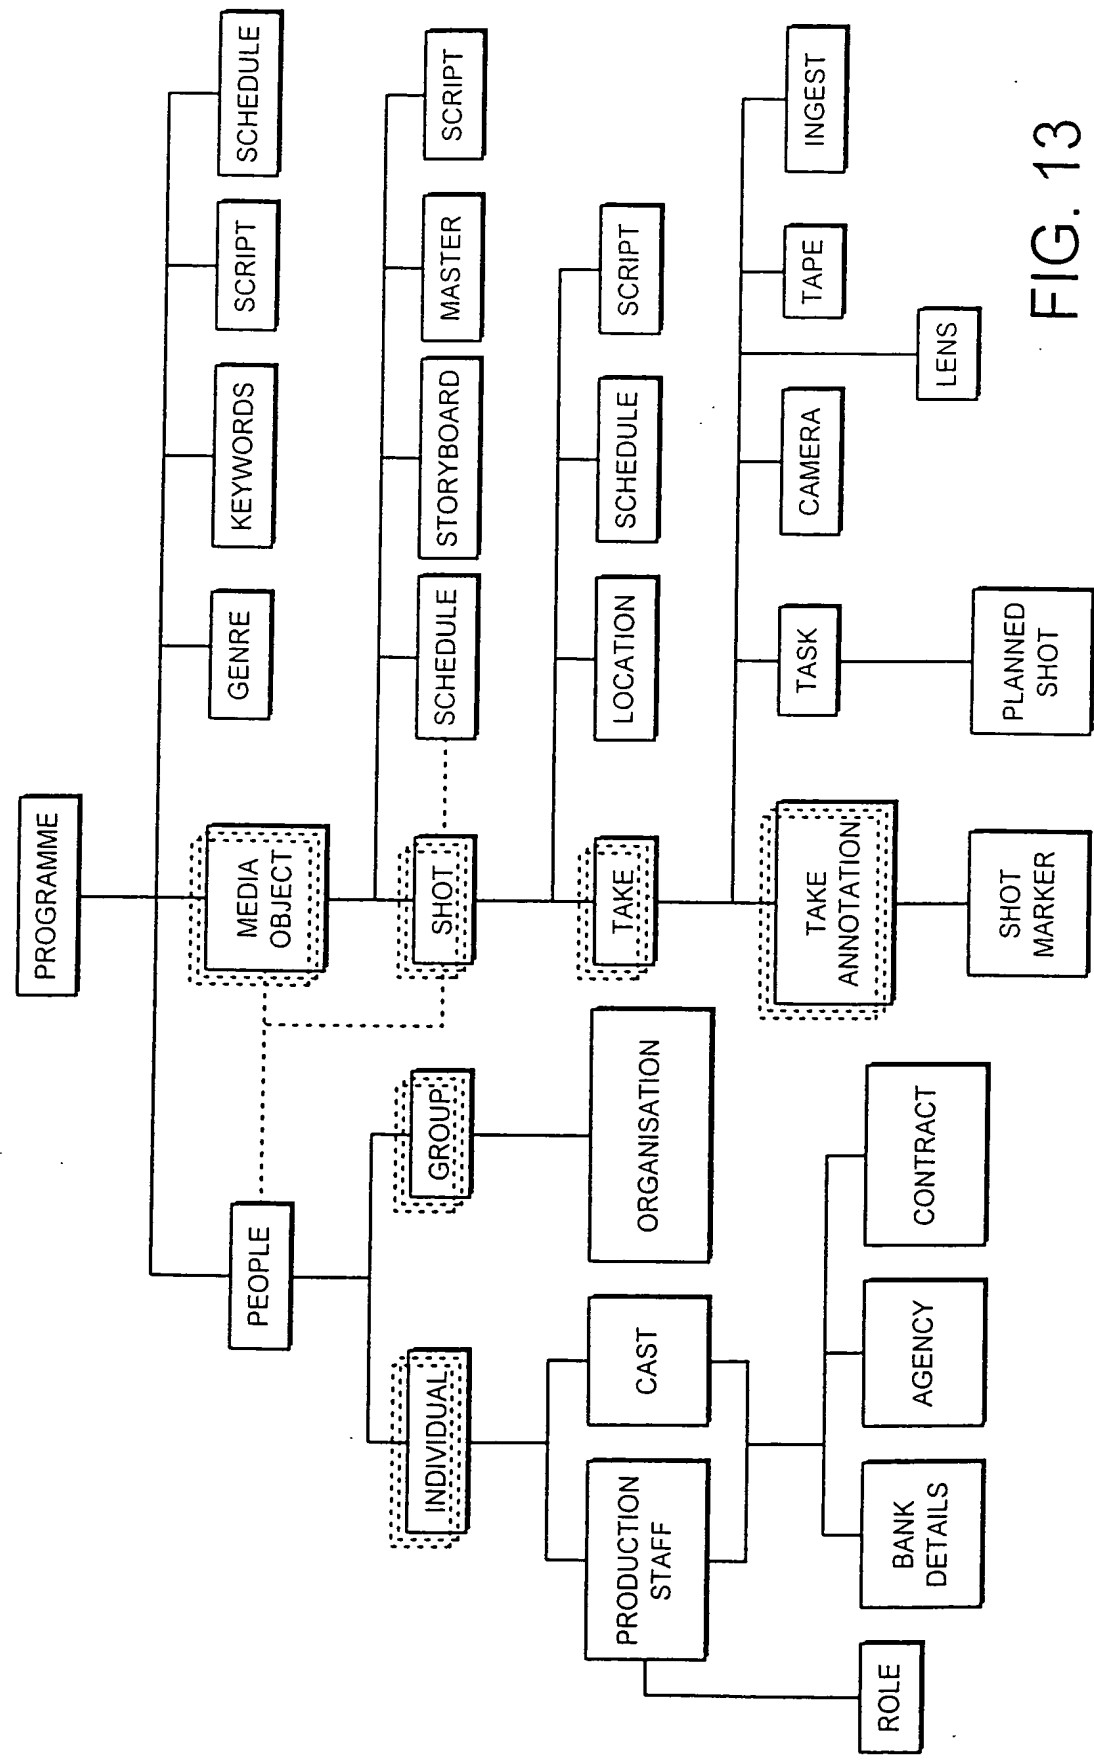 PROGRAMME
PEOPLE
MEDIA
OBJECT
GENRE
KEYWORDS
SCRIPT
SCHEDULE
INDIVIDUAL
GROUP
SHOT
SCHEDULE
STORYBOARD
MASTER
SCRIPT
PRODUCTION
STAFF
CAST
ORGANISATION
TAKE
LOCATION
SCHEDULE
SCRIPT
ROLE
BANK
DETAILS
AGENCY
CONTRACT
TAKE
ANNOTATION
TASK
CAMERA
TAPE
INGEST
LENS
SHOT
MARKER
PLANNED
SHOT
FIG. 13